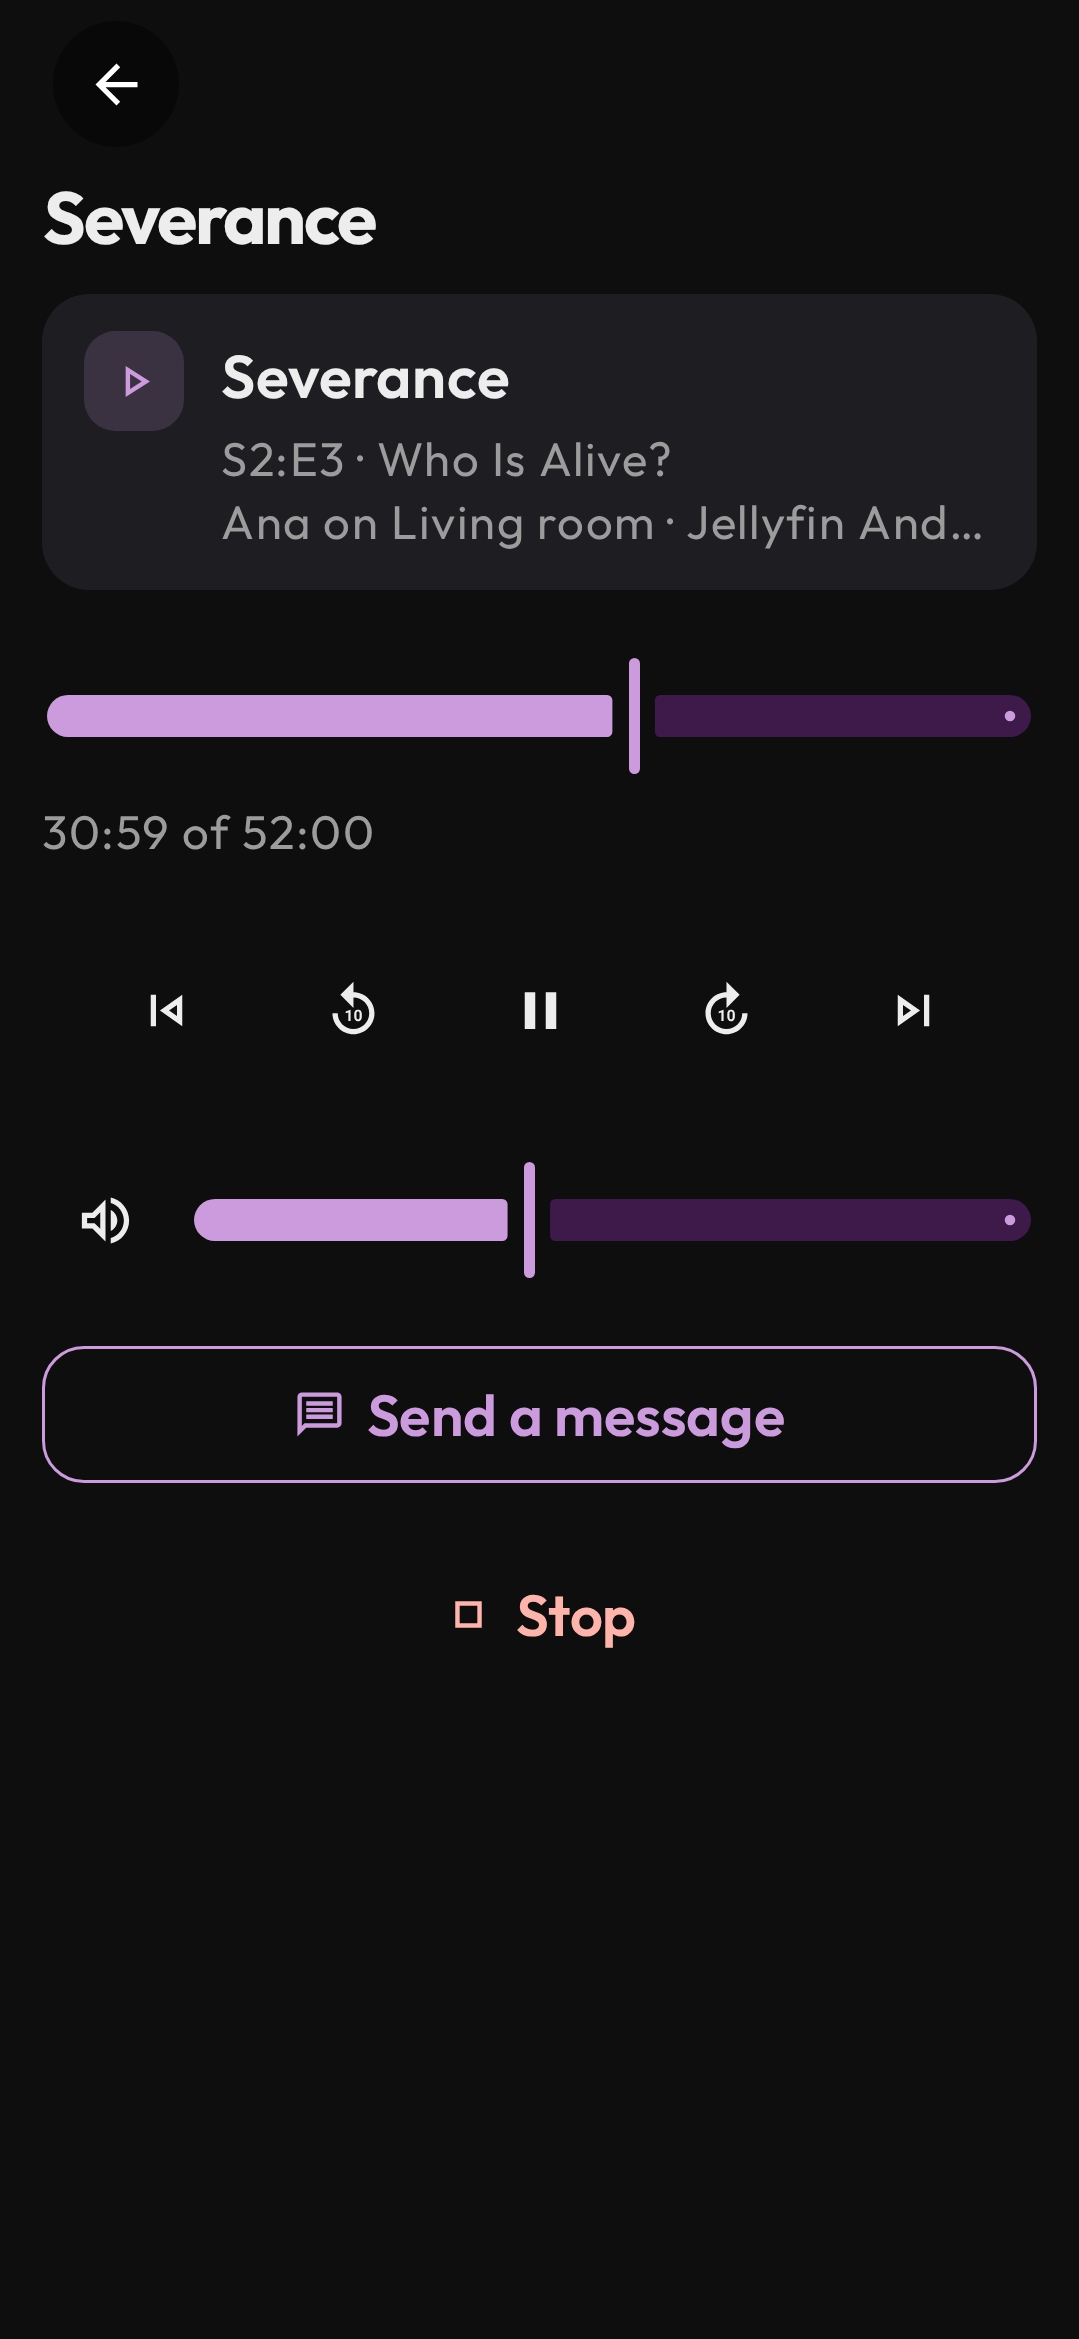 Severance
Severance
S2:E3 · Who Is Alive?
Ana on Living room · Jellyfin And...
30:59 of 52:00
10
10
Send a message
Stop